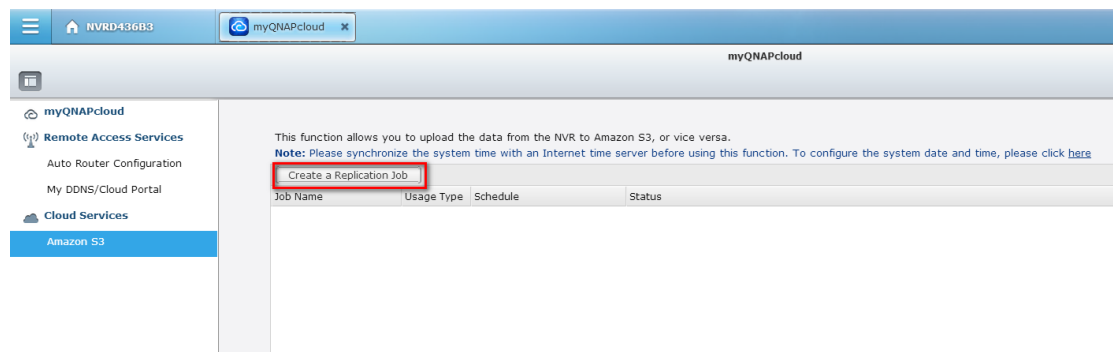 NVRD436B3
myQNAPcloud
myQNAPcloud
myQNAPcloud
Remote Access Services
Auto Router Configuration
My DDNS/Cloud Portal
Cloud Services
Amazon S3
This function allows you to upload the data from the NVR to Amazon S3, or vice versa.
Note: Please synchronize the system time with an Internet time server before using this function. To configure the system date and time, please click here
Create a Replication Job
Job Name Usage Type Schedule Status